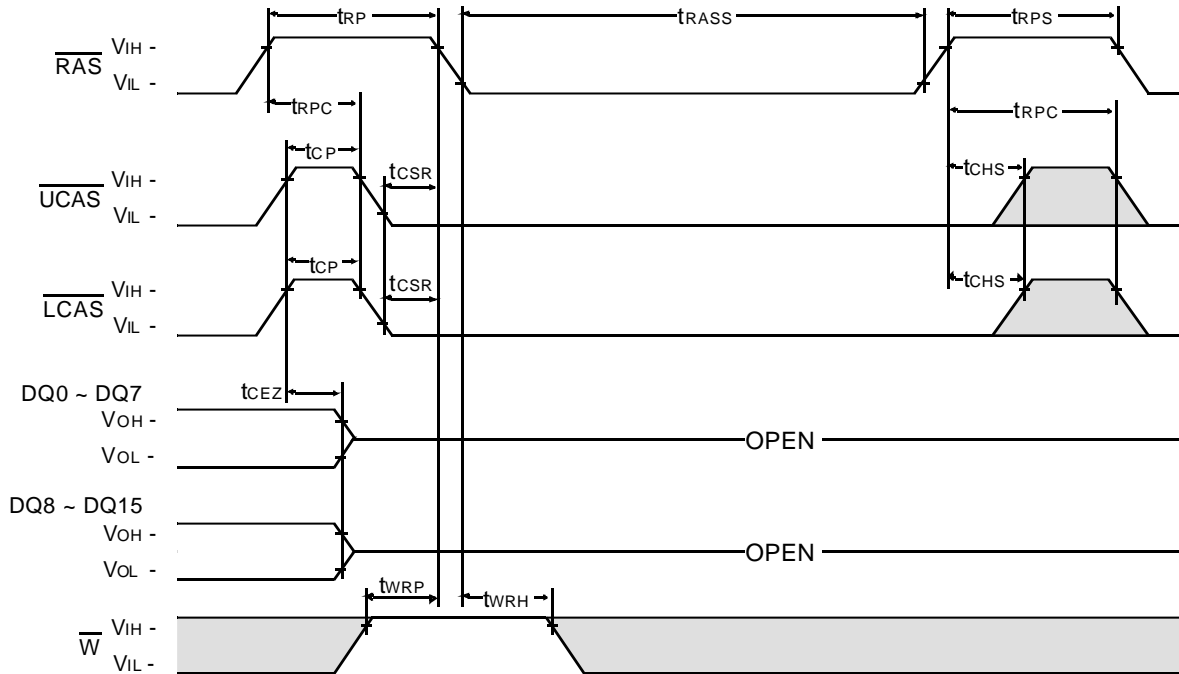 tRP
tRASS
tRPS
RAS
VIH -
VIL -
tRPC
tRPC
tCP
tCSR
tCHS
UCAS
VIH -
VIL -
tCP
tCSR
tCHS
LCAS
VIH -
VIL -
tCEZ
DQ0 ~ DQ7
VOH -
VOL -
OPEN
DQ8 ~ DQ15
VOH -
VOL -
OPEN
tWRP
tWRH
W
VIH -
VIL -